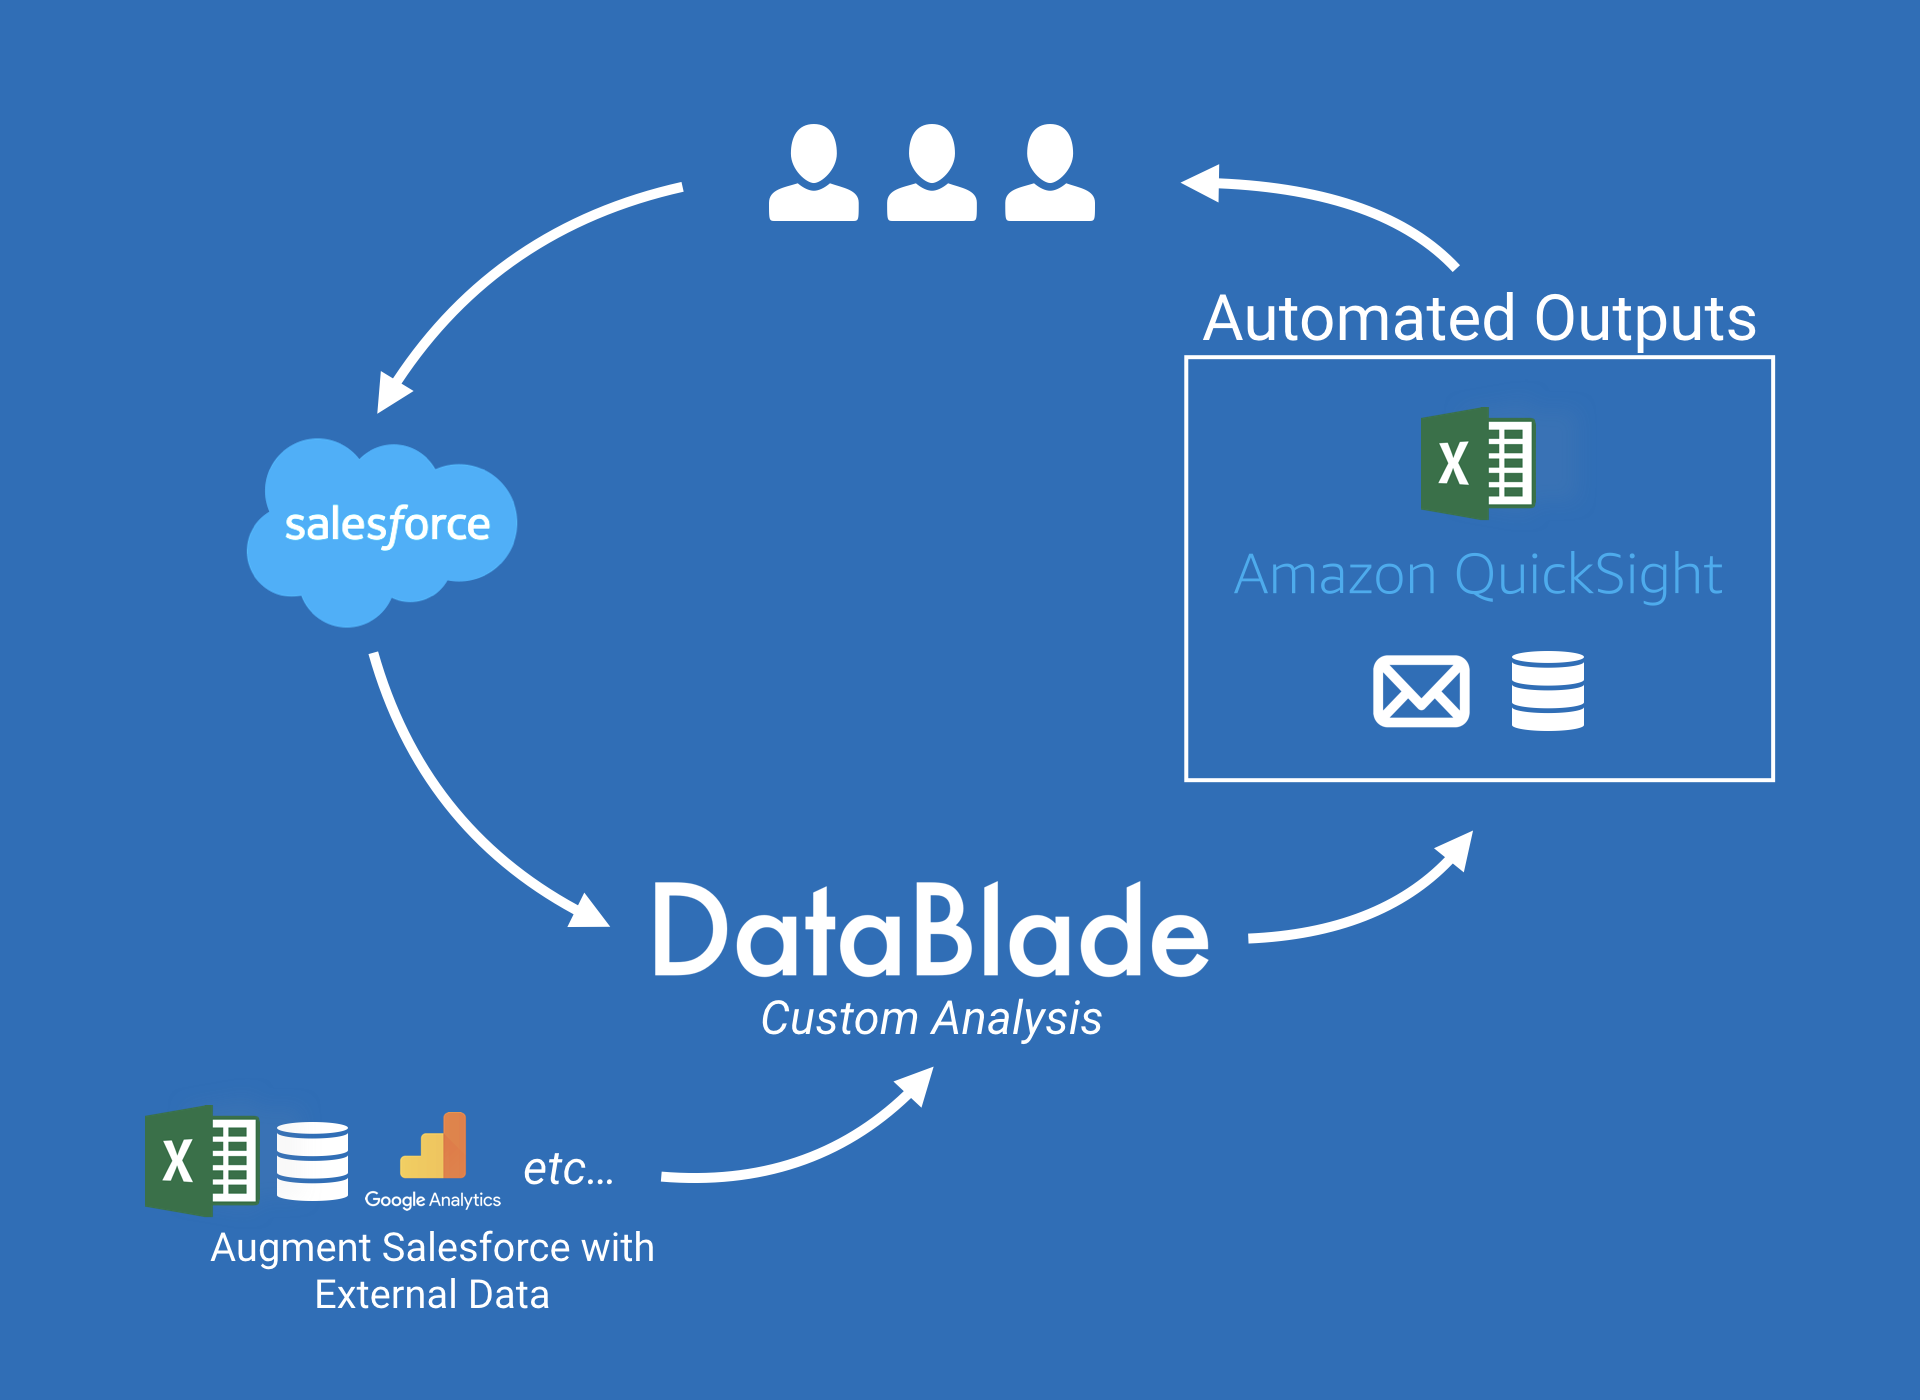 Automated Outputs
X
Amazon QuickSight
salesforce
DataBlade
Custom Analysis
X
Google Analytics
etc...
Augment Salesforce with
External Data